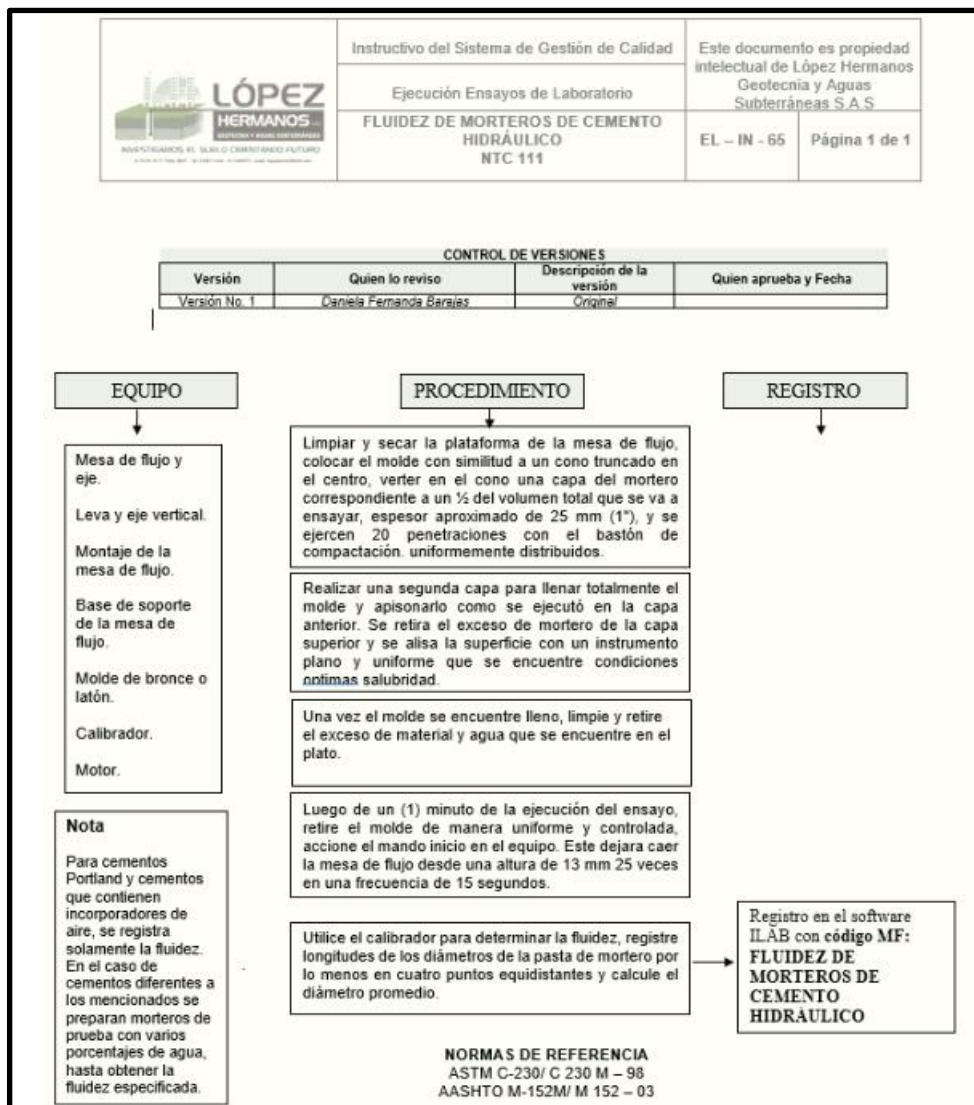 LÓPEZ
HERMANOS S.A.S
GEOTECNIA Y AGUAS SUBTERRÁNEAS
INVESTIGAMOS EL SUELO CIMENTANDO FUTURO
Instructivo del Sistema de Gestión de Calidad
Ejecución Ensayos de Laboratorio
FLUIDEZ DE MORTEROS DE CEMENTO
HIDRÁULICO
NTC 111
Este documento es propiedad
intelectual de López Hermanos
Geotecnia y Aguas
Subterráneas S.A.S
EL – IN - 65
Página 1 de 1
CONTROL DE VERSIONES
Versión
Quien lo reviso
Descripción de la
versión
Quien aprueba y Fecha
Versión No. 1
Daniela Fernanda Barajas
Original
EQUIPO
Mesa de flujo y
eje.
Leva y eje vertical.
Montaje de la
mesa de flujo.
Base de soporte
de la mesa de
flujo.
Molde de bronce o
latón.
Calibrador.
Motor.
Nota
Para cementos
Portland y cementos
que contienen
incorporadores de
aire, se registra
solamente la fluidez.
En el caso de
cementos diferentes a
los mencionados se
preparan morteros de
prueba con varios
porcentajes de agua,
hasta obtener la
fluidez especificada.
PROCEDIMIENTO
Limpiar y secar la plataforma de la mesa de flujo,
colocar el molde con similitud a un cono truncado en
el centro, verter en el cono una capa del mortero
correspondiente a un ½ del volumen total que se va a
ensayar, espesor aproximado de 25 mm (1"), y se
ejercen 20 penetraciones con el bastón de
compactación. uniformemente distribuidos.
Realizar una segunda capa para llenar totalmente el
molde y apisonarlo como se ejecutó en la capa
anterior. Se retira el exceso de mortero de la capa
superior y se alisa la superficie con un instrumento
plano y uniforme que se encuentre condiciones
optimas salubridad.
Una vez el molde se encuentre lleno, limpie y retire
el exceso de material y agua que se encuentre en el
plato.
Luego de un (1) minuto de la ejecución del ensayo,
retire el molde de manera uniforme y controlada,
accione el mando inicio en el equipo. Este dejara caer
la mesa de flujo desde una altura de 13 mm 25 veces
en una frecuencia de 15 segundos.
Utilice el calibrador para determinar la fluidez, registre
longitudes de los diámetros de la pasta de mortero por
lo menos en cuatro puntos equidistantes y calcule el
diámetro promedio.
REGISTRO
Registro en el software
ILAB con código MF:
FLUIDEZ DE
MORTEROS DE
CEMENTO
HIDRÁULICO
NORMAS DE REFERENCIA
ASTM C-230/ C 230 M – 98
AASHTO M-152M/ M 152 – 03